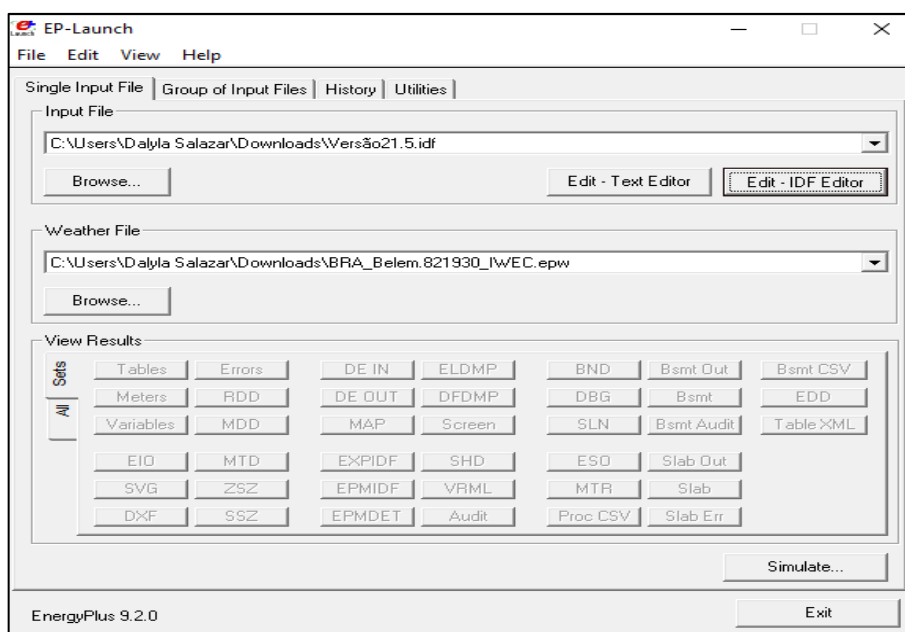 EP-Launch
File Edit View Help
Single Input File Group of Input Files History Utilities
Input File
C:\Users\Dalyla Salazar\Downloads\Versão21.5.idf
Browse... Edit - Text Editor Edit - IDF Editor
Weather File
C:\Users\Dalyla Salazar\Downloads\BRA_Belem.821930_IWEC.epw
Browse...
View Results
Sets
All
Tables Errors DE IN ELDMP BND Bsmt Out Bsmt CSV
Meters RDD DE OUT DFDMP DBG Bsmt EDD
Variables MDD MAP Screen SLN Bsmt Audit Table XML
EIO MTD EXPIDF SHD ESO Slab Out
SVG ZSZ EPMIDF VRML MTR Slab
DXF SSZ EPMDET Audit Proc CSV Slab Err
Simulate...
EnergyPlus 9.2.0 Exit